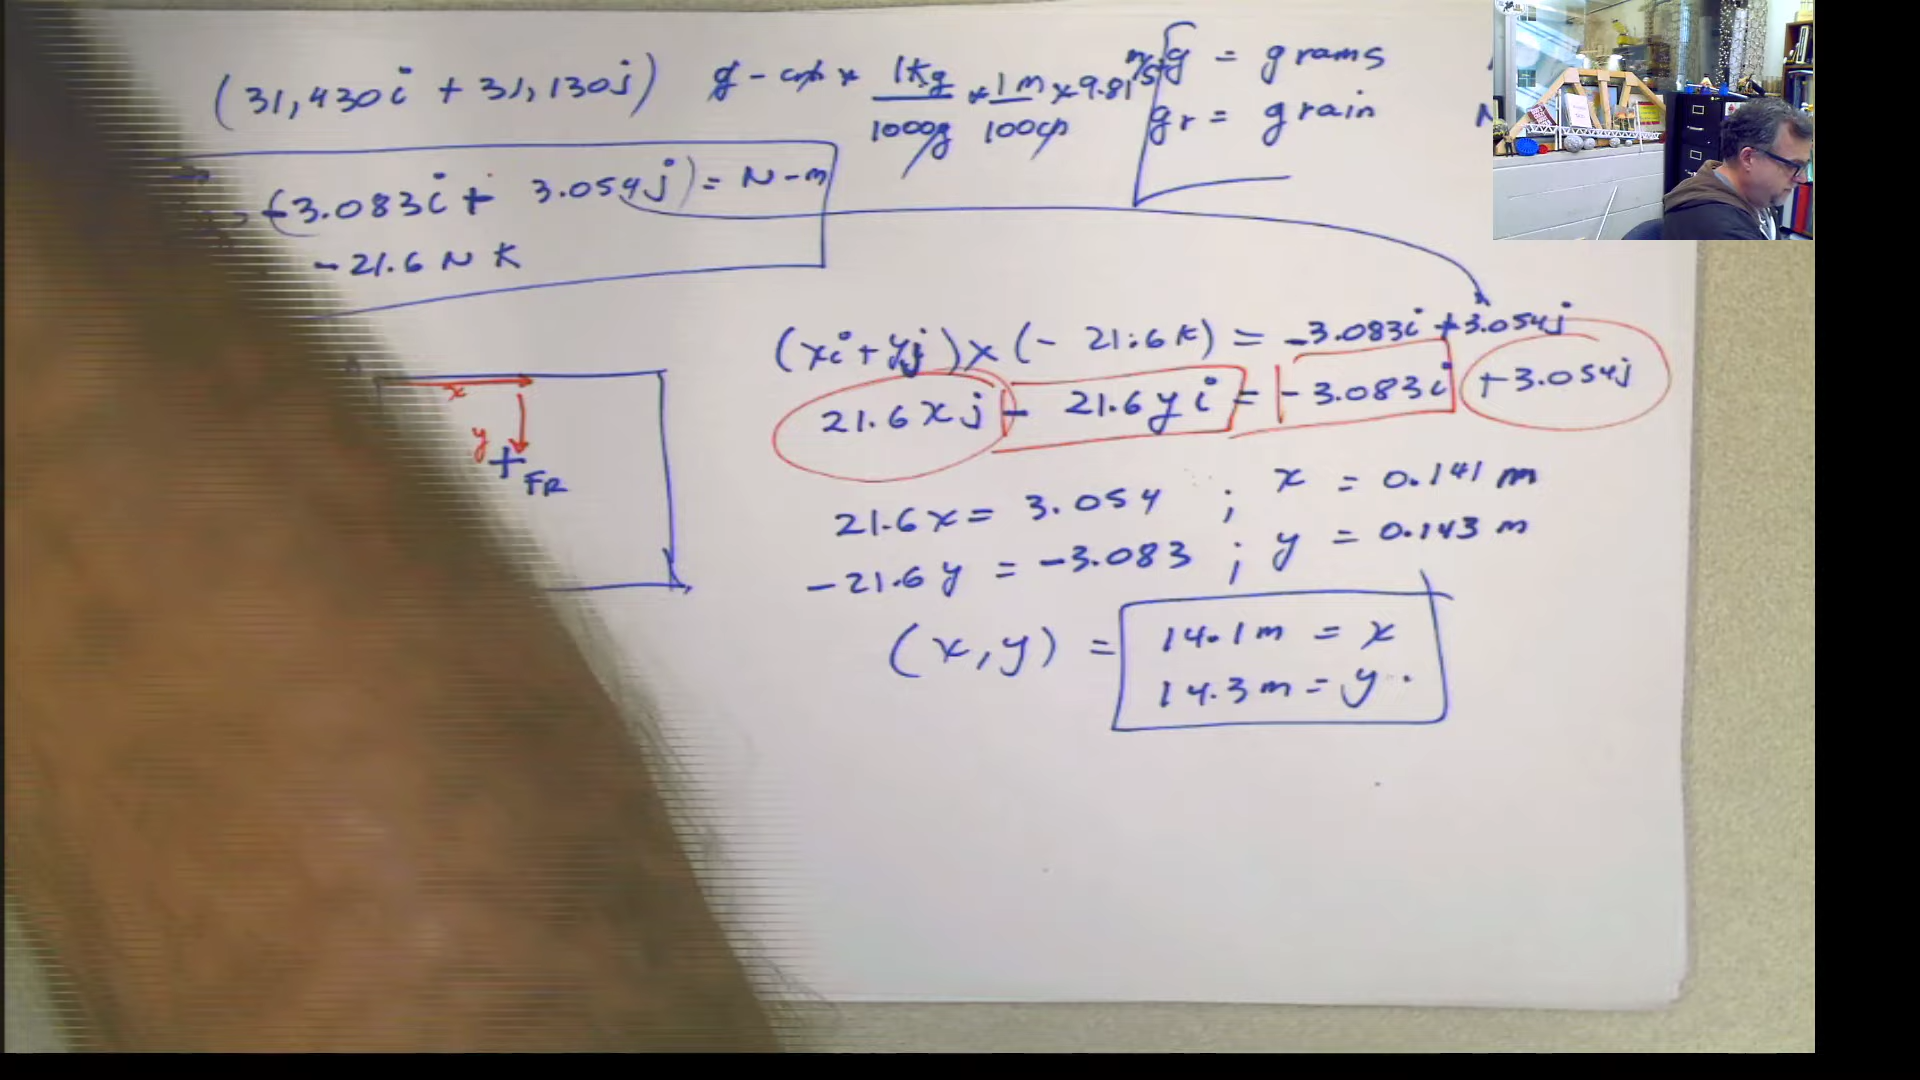 (31,430i + 31,130j) g-cm x 1kg/1000g x 1m/100cm x 9.81 m/s²
g = grams
gr = grain
(-3.083i + 3.054j) = N-m
-21.6 N K
(xi+yj)x(-21.6K) = -3.083i+3.054j
21.6xj - 21.6yi = -3.083i +3.054j
x
y
FR
21.6x = 3.054 ; x = 0.141 m
-21.6y = -3.083 ; y = 0.143 m
(x,y) = 14.1m = x
14.3m = y.